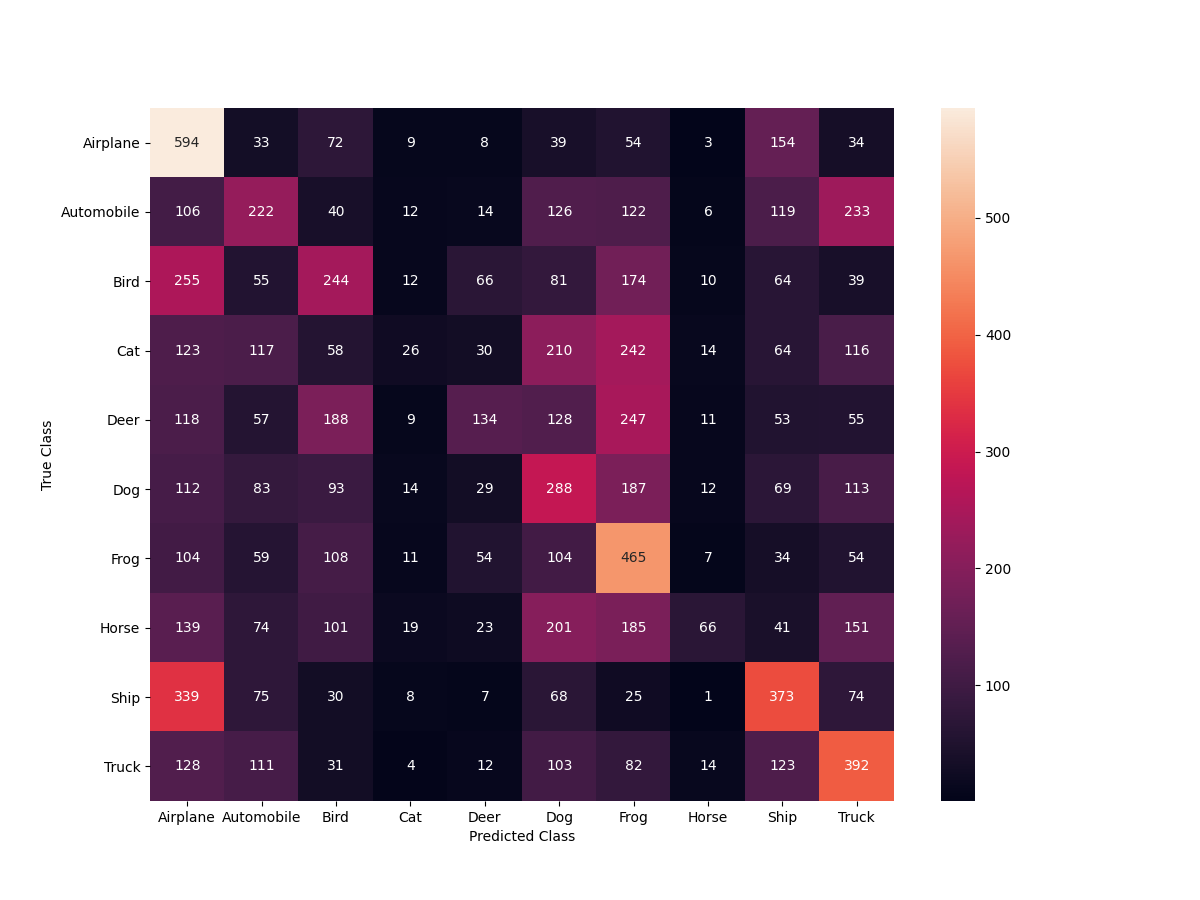 Airplane 594 33 72 9 8 39 54 3 154 34
Automobile 106 222 40 12 14 126 122 6 119 233
Bird 255 55 244 12 66 81 174 10 64 39
Cat 123 117 58 26 30 210 242 14 64 116
Deer 118 57 188 9 134 128 247 11 53 55
Dog 112 83 93 14 29 288 187 12 69 113
Frog 104 59 108 11 54 104 465 7 34 54
Horse 139 74 101 19 23 201 185 66 41 151
Ship 339 75 30 8 7 68 25 1 373 74
Truck 128 111 31 4 12 103 82 14 123 392
Airplane Automobile Bird Cat Deer Dog Frog Horse Ship Truck
Predicted Class
True Class
500
400
300
200
100